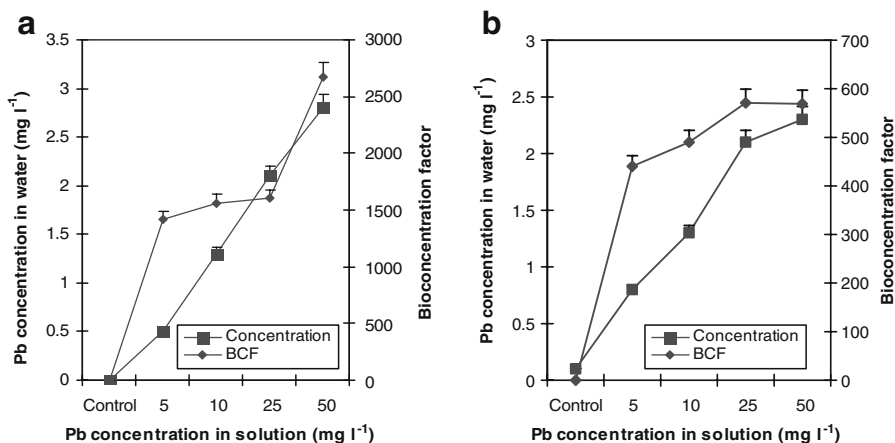 a
3.5
3
2.5
2
1.5
1
0.5
0
Pb concentration in water (mg l⁻¹)
3000
2500
2000
1500
1000
500
0
Bioconcentration factor
Concentration
BCF
Control 5 10 25 50
Pb concentration in solution (mg l⁻¹)
b
3
2.5
2
1.5
1
0.5
0
Pb concentration in water (mg l⁻¹)
700
600
500
400
300
200
100
0
Bioconcentration factor
Concentration
BCF
Control 5 10 25 50
Pb concentration in solution (mg l⁻¹)